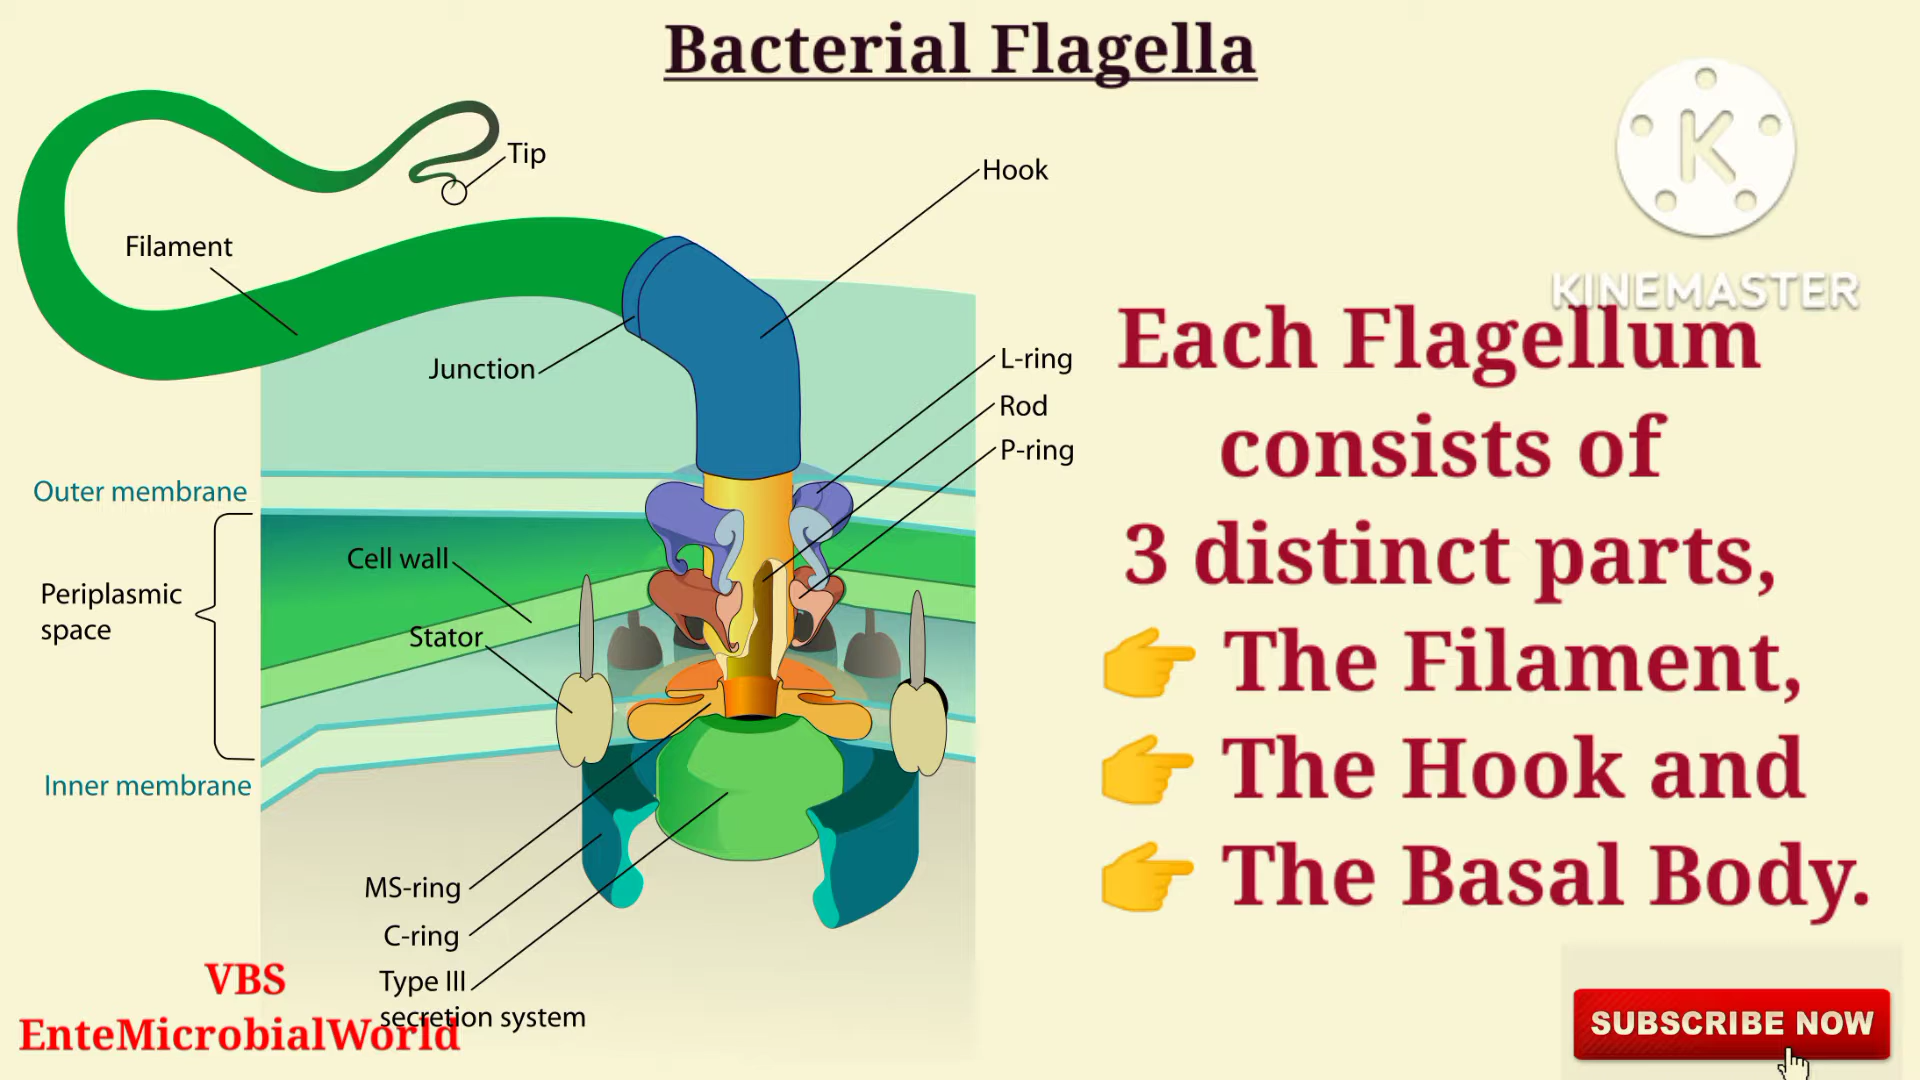 Bacterial Flagella
Tip
Hook
Filament
KINEMASTER
Each Flagellum
Junction
L-ring
Rod
consists of
P-ring
Outer membrane
Cell wall
3 distinct parts,
Periplasmic
space
Stator
👉 The Filament,
Inner membrane
👉 The Hook and
MS-ring
👉 The Basal Body.
C-ring
VBS
Type III
secretion system
EnteMicrobialWorld
SUBSCRIBE NOW